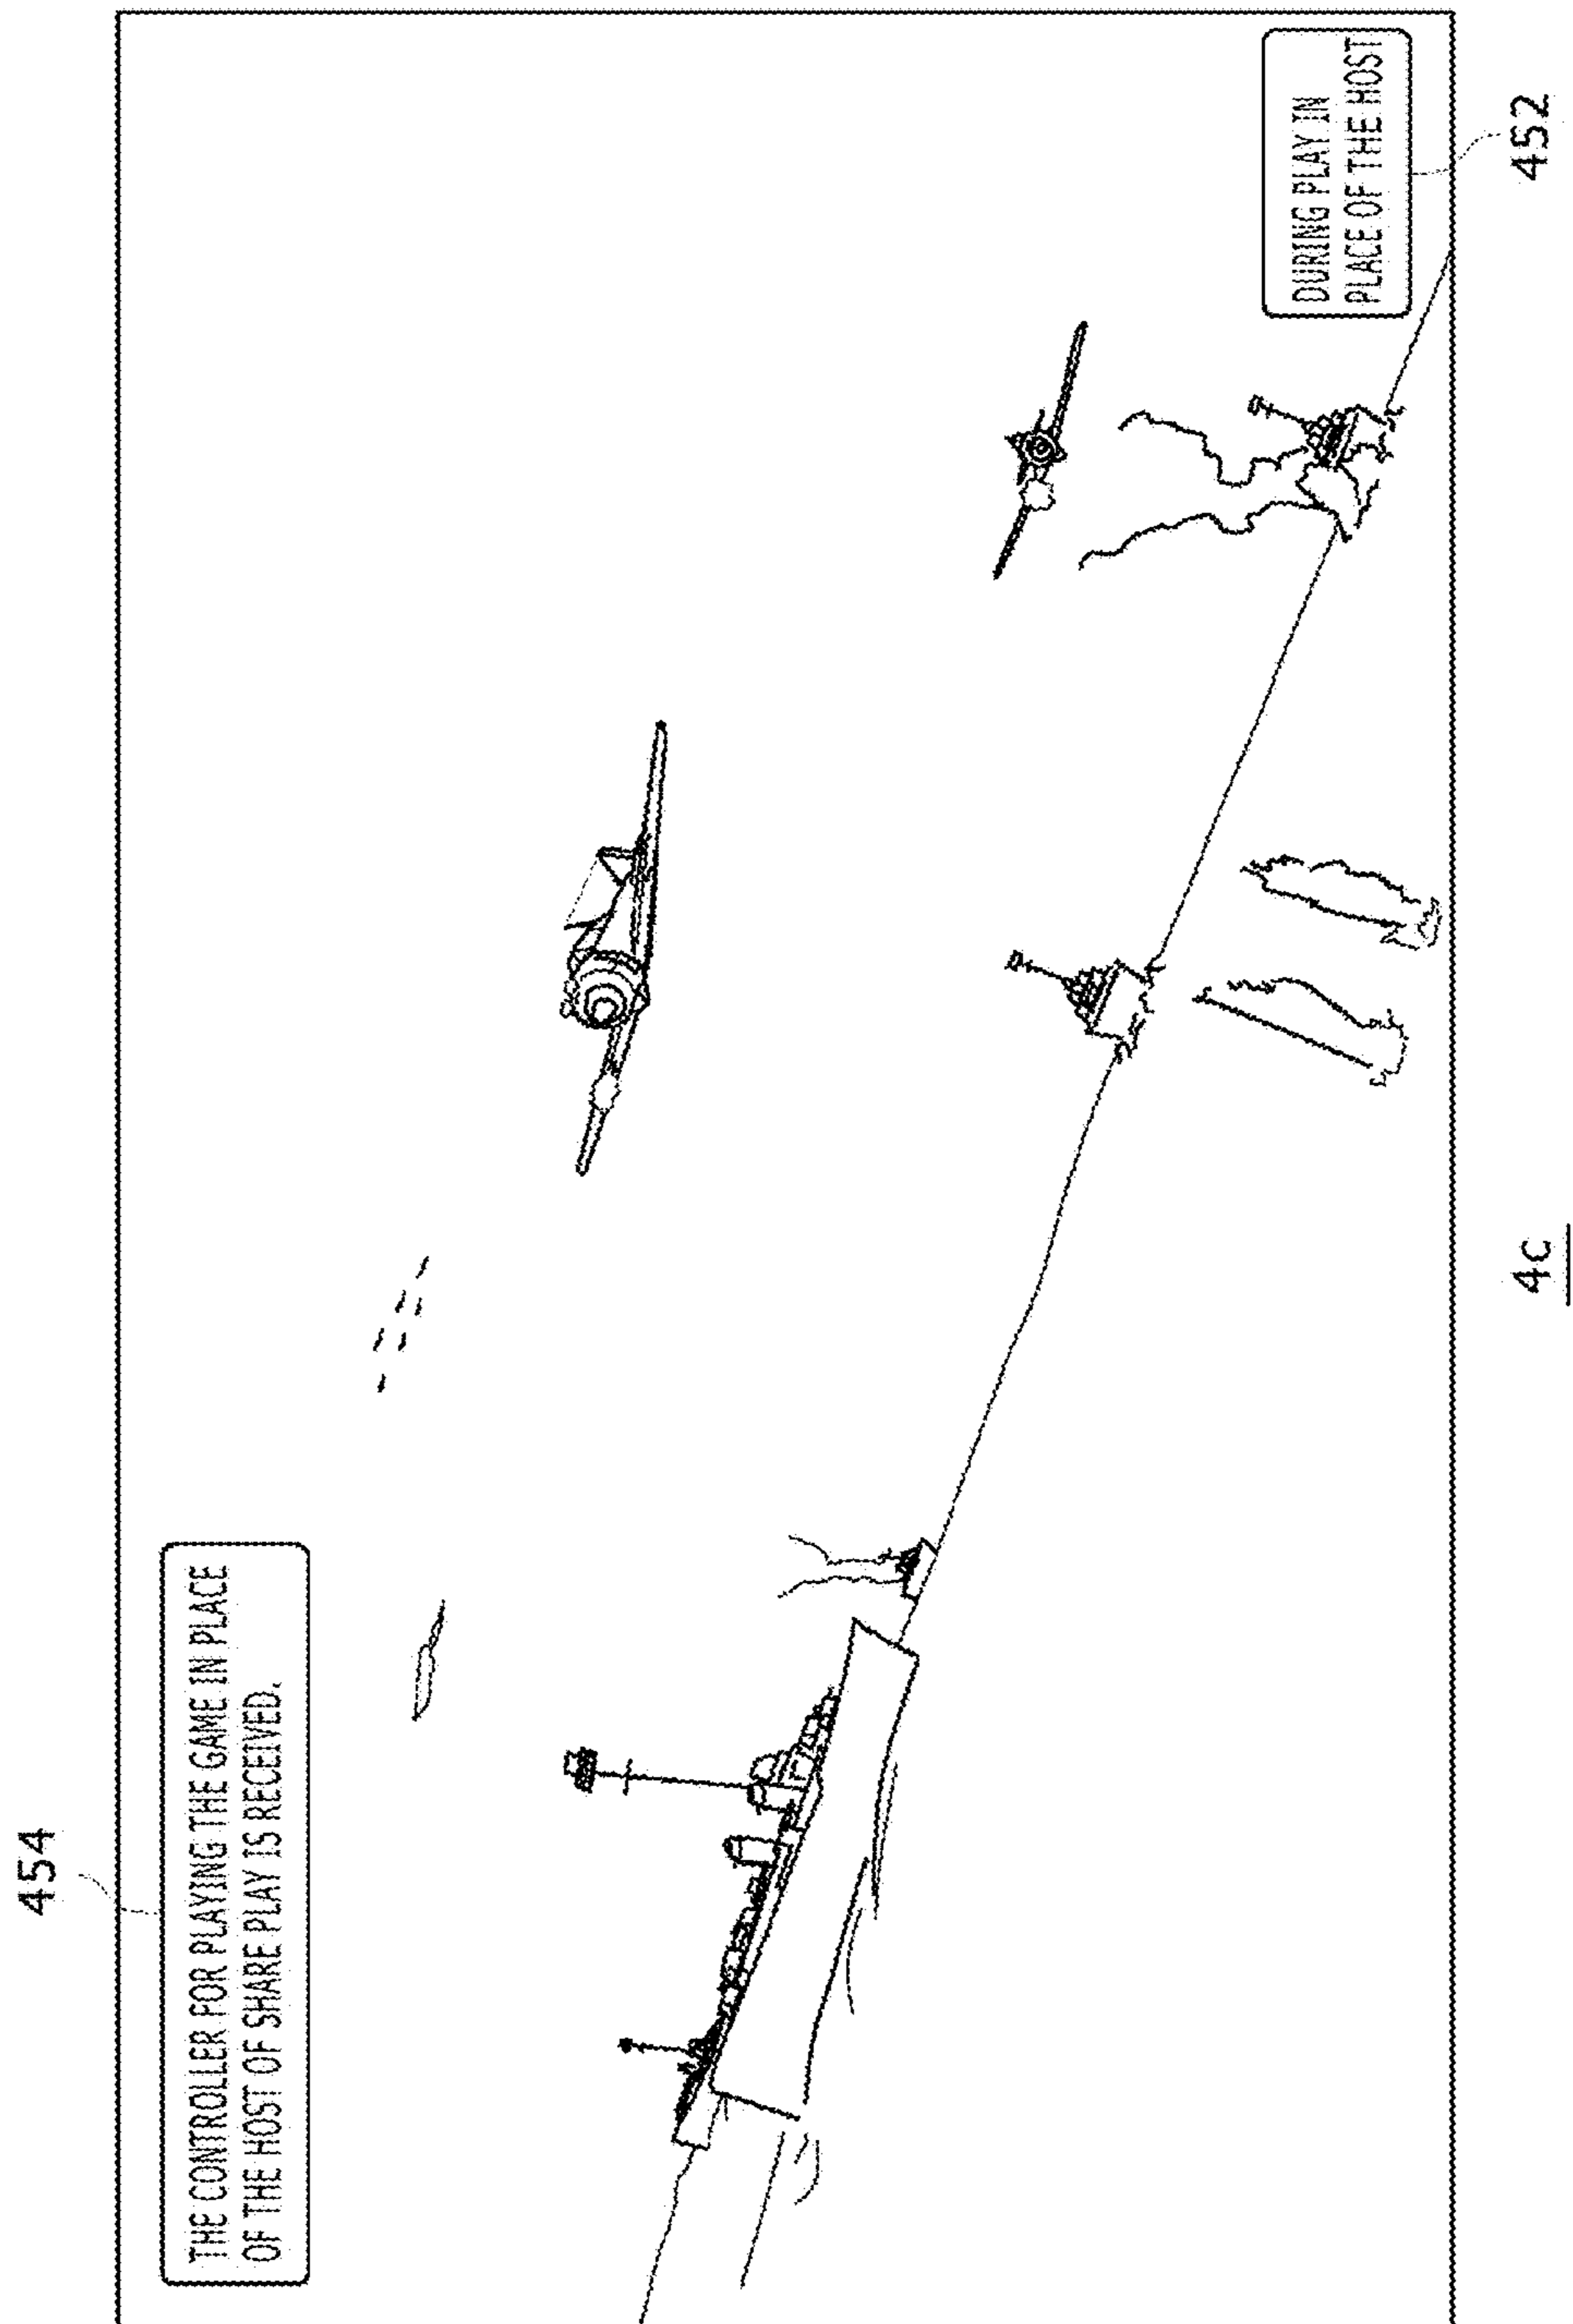 454
THE CONTROLLER FOR PLAYING THE GAME IN PLACE
OF THE HOST OF SHARE PLAY IS RECEIVED.
DURING PLAY IN
PLACE OF THE HOST
452
4c